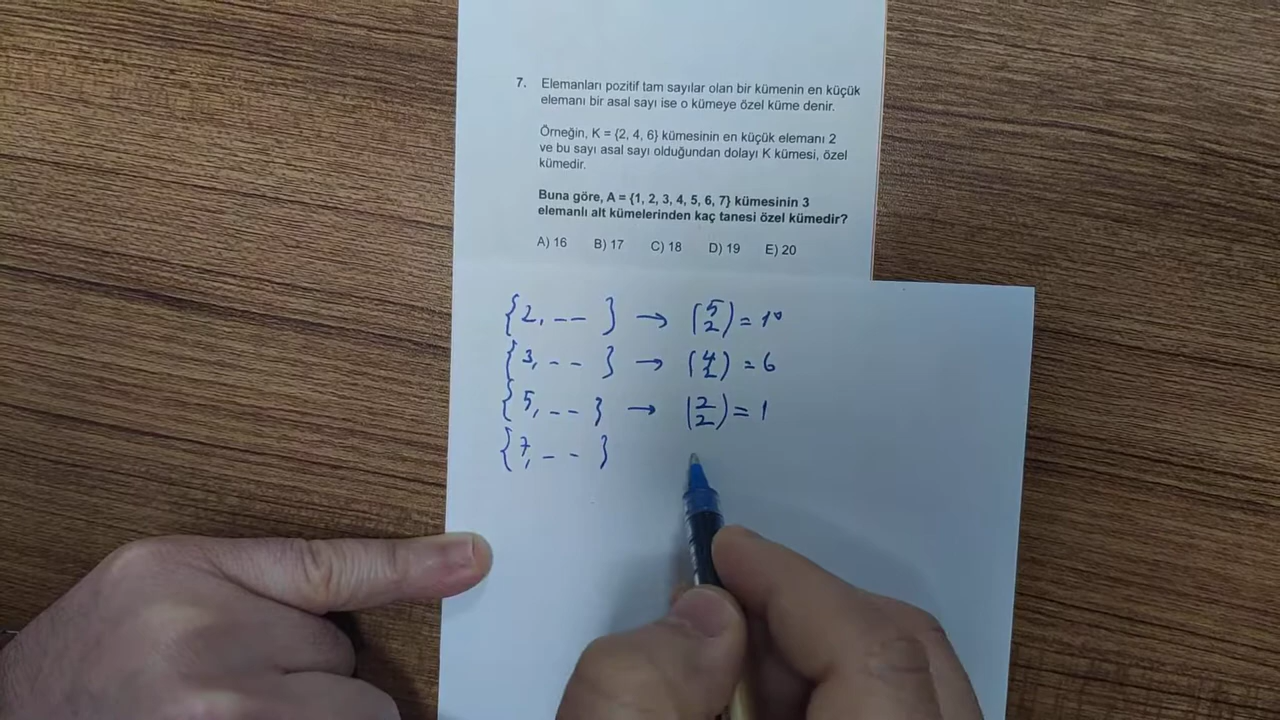 7. Elemanları pozitif tam sayılar olan bir kümenin en küçük
elemanı bir asal sayı ise o kümeye özel küme denir.
Örneğin, K = {2, 4, 6} kümesinin en küçük elemanı 2
ve bu sayı asal sayı olduğundan dolayı K kümesi, özel
kümedir.
Buna göre, A = {1, 2, 3, 4, 5, 6, 7} kümesinin 3
elemanlı alt kümelerinden kaç tanesi özel kümedir?
A) 16 B) 17 C) 18 D) 19 E) 20
{2, _ _ } → (5 2) = 10
{3, _ _ } → (4 2) = 6
{5, _ _ } → (2 2) = 1
{7, _ _ }